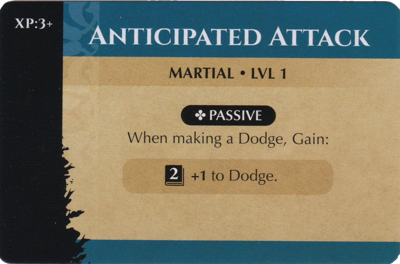 XP:3+
ANTICIPATED ATTACK
MARTIAL • LVL 1
✤ PASSIVE
When making a Dodge, Gain:
2 +1 to Dodge.